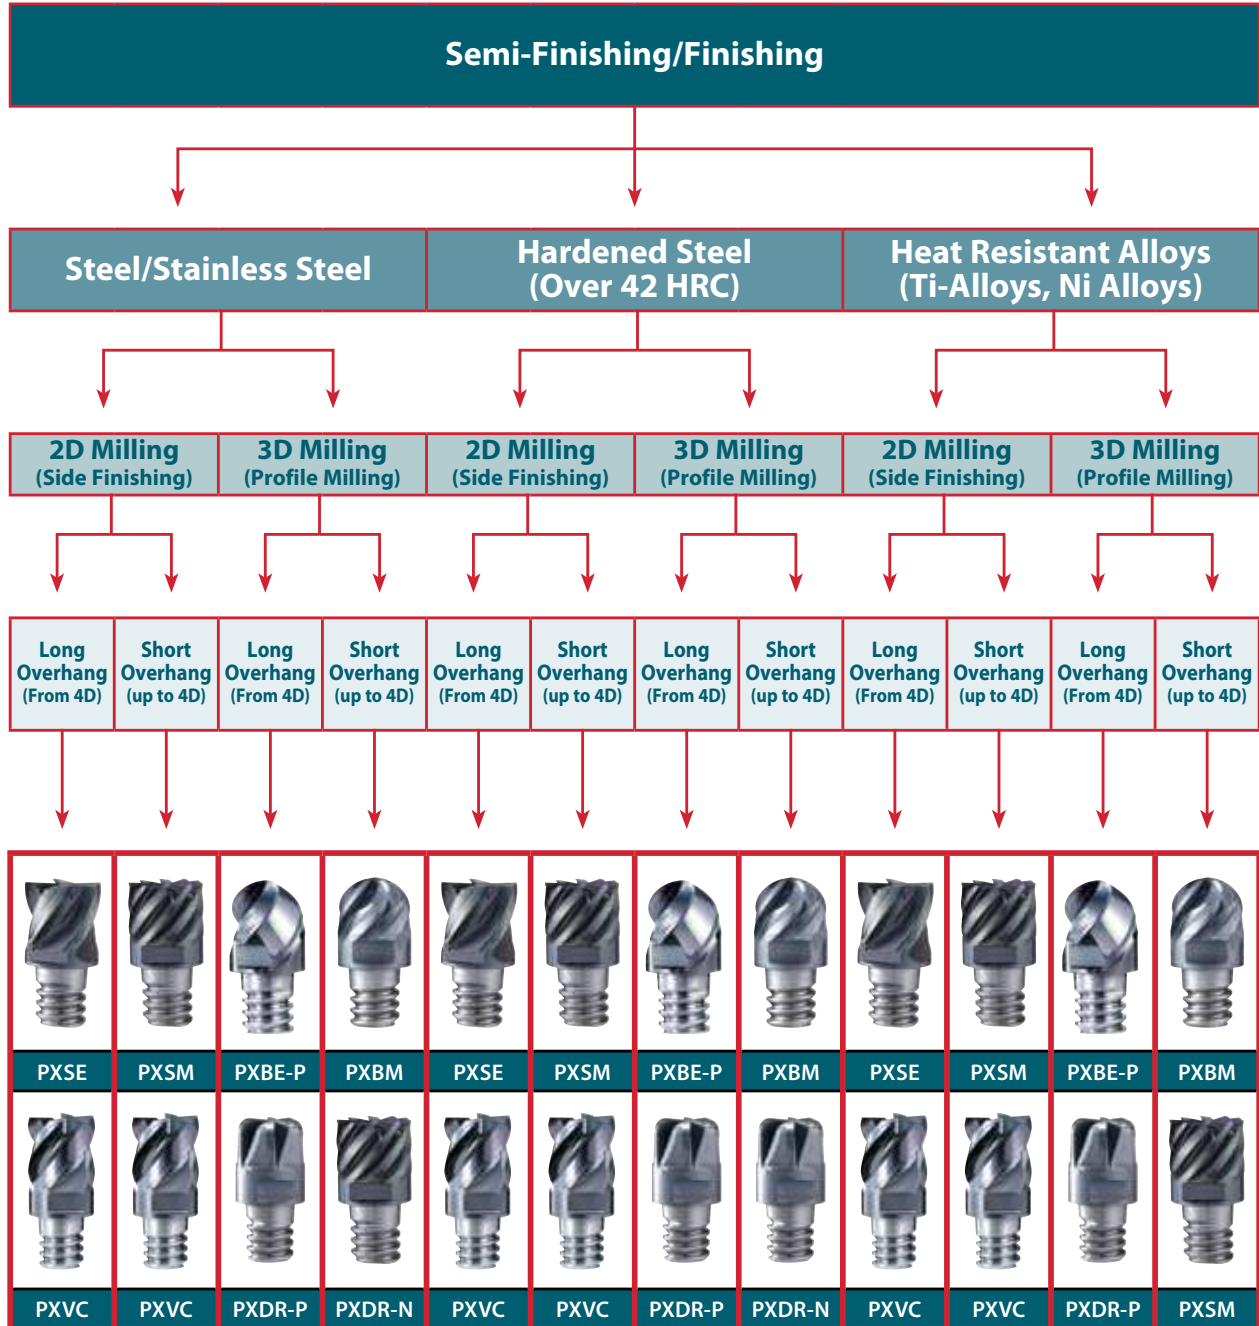 Semi-Finishing/Finishing
Steel/Stainless Steel
Hardened Steel
(Over 42 HRC)
Heat Resistant Alloys
(Ti-Alloys, Ni Alloys)
2D Milling
(Side Finishing)
3D Milling
(Profile Milling)
2D Milling
(Side Finishing)
3D Milling
(Profile Milling)
2D Milling
(Side Finishing)
3D Milling
(Profile Milling)
Long
Overhang
(From 4D)
Short
Overhang
(up to 4D)
Long
Overhang
(From 4D)
Short
Overhang
(up to 4D)
Long
Overhang
(From 4D)
Short
Overhang
(up to 4D)
Long
Overhang
(From 4D)
Short
Overhang
(up to 4D)
Long
Overhang
(From 4D)
Short
Overhang
(up to 4D)
Long
Overhang
(From 4D)
Short
Overhang
(up to 4D)
PXSE
PXSM
PXBE-P
PXBM
PXSE
PXSM
PXBE-P
PXBM
PXSE
PXSM
PXBE-P
PXBM
PXVC
PXVC
PXDR-P
PXDR-N
PXVC
PXVC
PXDR-P
PXDR-N
PXVC
PXVC
PXDR-P
PXSM